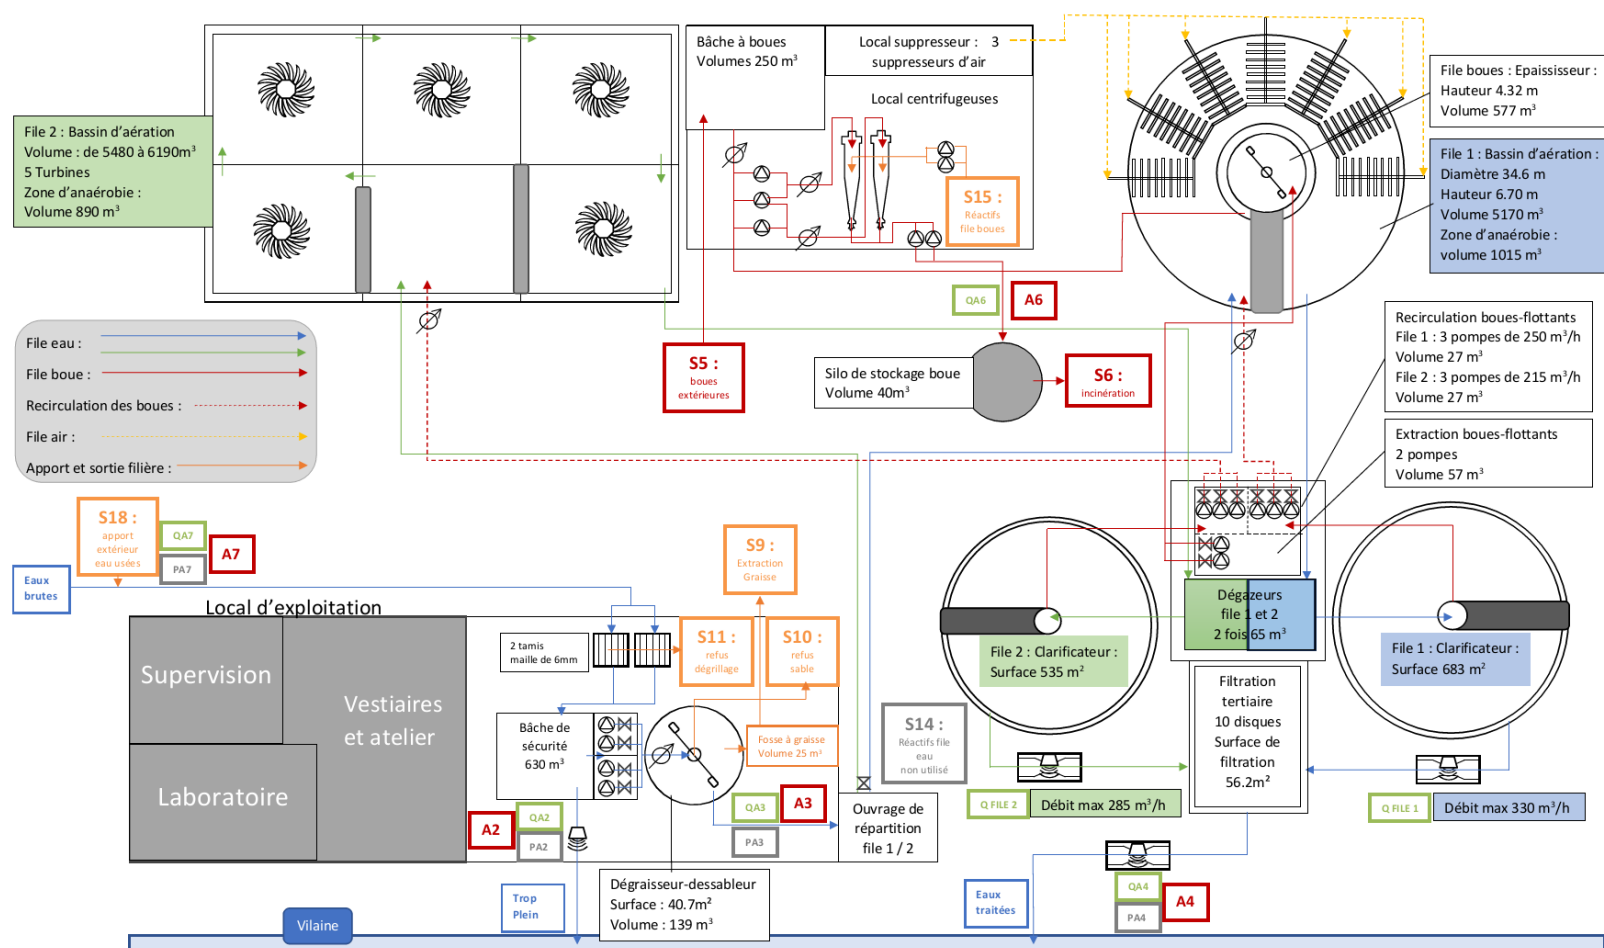 Bâche à boues
Volumes 250 m³
Local suppresseur : 3
suppresseurs d'air
Local centrifugeuses
File boues : Epaississeur :
Hauteur 4.32 m
Volume 577 m³
File 2 : Bassin d'aération
Volume : de 5480 à 6190m³
5 Turbines
Zone d'anaérobie :
Volume 890 m³
File 1 : Bassin d'aération :
Diamètre 34.6 m
Hauteur 6.70 m
Volume 5170 m³
Zone d'anaérobie :
volume 1015 m³
S15 :
Réactifs
file boues
QA6
A6
File eau :
File boue :
Recirculation des boues :
File air :
Apport et sortie filière :
S5 :
boues
extérieures
Silo de stockage boue
Volume 40m³
S6 :
incinération
Recirculation boues-flottants
File 1 : 3 pompes de 250 m³/h
Volume 27 m³
File 2 : 3 pompes de 215 m³/h
Volume 27 m³
Extraction boues-flottants
2 pompes
Volume 57 m³
S18 :
apport
extérieur
eau usées
QA7
PA7
A7
Eaux
brutes
S9 :
Extraction
Graisse
Local d'exploitation
Supervision
Vestiaires
et atelier
Laboratoire
2 tamis
maille de 6mm
S11 :
refus
dégrillage
S10 :
refus
sable
Bâche de
sécurité
630 m³
Fosse à graisse
Volume 25 m³
S14 :
Réactifs file
eau
non utilisé
Dégazeurs
file 1 et 2
2 fois 65 m³
File 2 : Clarificateur :
Surface 535 m²
File 1 : Clarificateur :
Surface 683 m²
Filtration
tertiaire
10 disques
Surface de
filtration
56.2m²
A2
QA2
PA2
QA3
PA3
A3
Ouvrage de
répartition
file 1 / 2
Q FILE 2
Débit max 285 m³/h
Q FILE 1
Débit max 330 m³/h
Trop
Plein
Dégraisseur-dessableur
Surface : 40.7m²
Volume : 139 m³
Eaux
traitées
QA4
PA4
A4
Vilaine